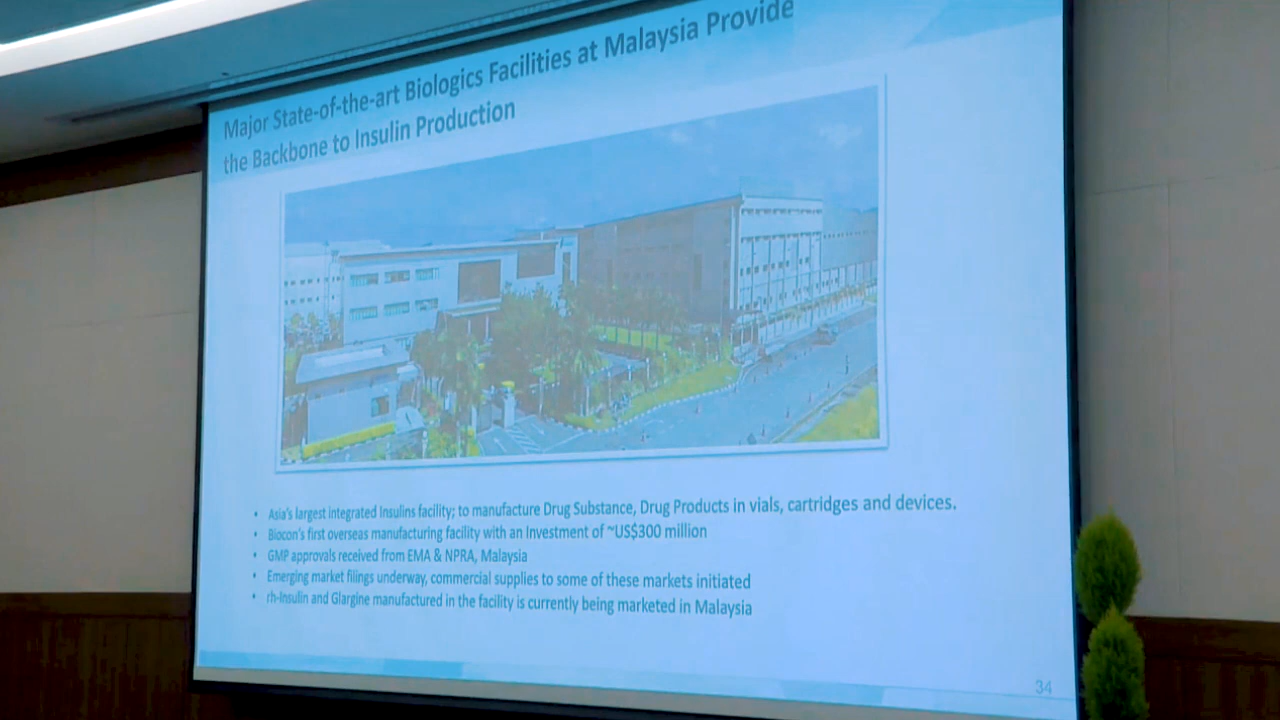 Major State-of-the-art Biologics Facilities at Malaysia Provide
the Backbone to Insulin Production
• Asia's largest integrated Insulins facility; to manufacture Drug Substance, Drug Products in vials, cartridges and devices.
• Biocon's first overseas manufacturing facility with an Investment of ~US$300 million
• GMP approvals received from EMA & NPRA, Malaysia
• Emerging market filings underway, commercial supplies to some of these markets initiated
• rh-Insulin and Glargine manufactured in the facility is currently being marketed in Malaysia
34